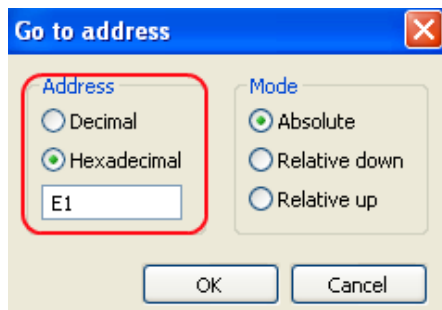 Go to address
Address
Decimal
Hexadecimal
E1
Mode
Absolute
Relative down
Relative up
OK
Cancel